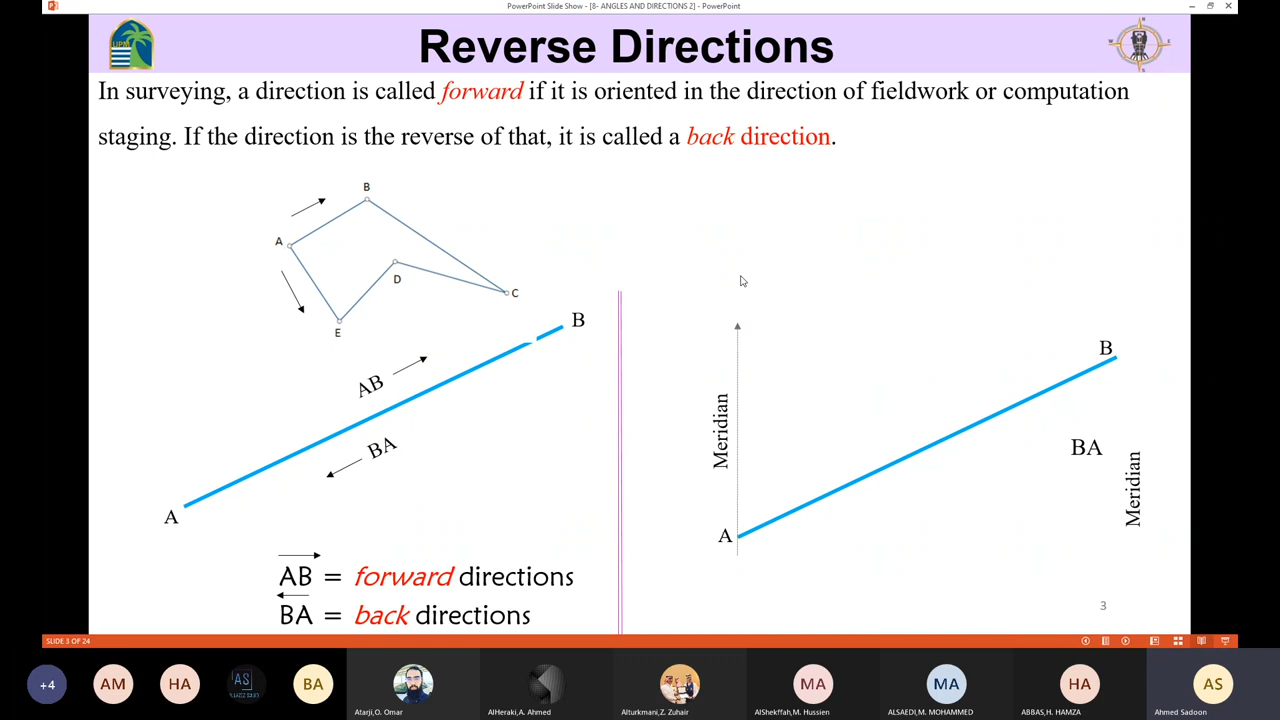 PowerPoint Slide Show - [8- ANGLES AND DIRECTIONS 2] - PowerPoint
UPM
Reverse Directions
N
W
E
S
In surveying, a direction is called forward if it is oriented in the direction of fieldwork or computation
staging. If the direction is the reverse of that, it is called a back direction.
B
A
D
C
E
B
AB
BA
A
AB = forward directions
BA = back directions
Meridian
B
BA
Meridian
A
3
SLIDE 3 OF 24
+4
AM
HA
AS
BA
Atarji,O. Omar
AlHeraki,A. Ahmed
Alturkmani,Z. Zuhair
MA
AlShekffah,M. Hussien
MA
ALSAEDI,M. MOHAMMED
HA
ABBAS,H. HAMZA
AS
Ahmed Sadoon